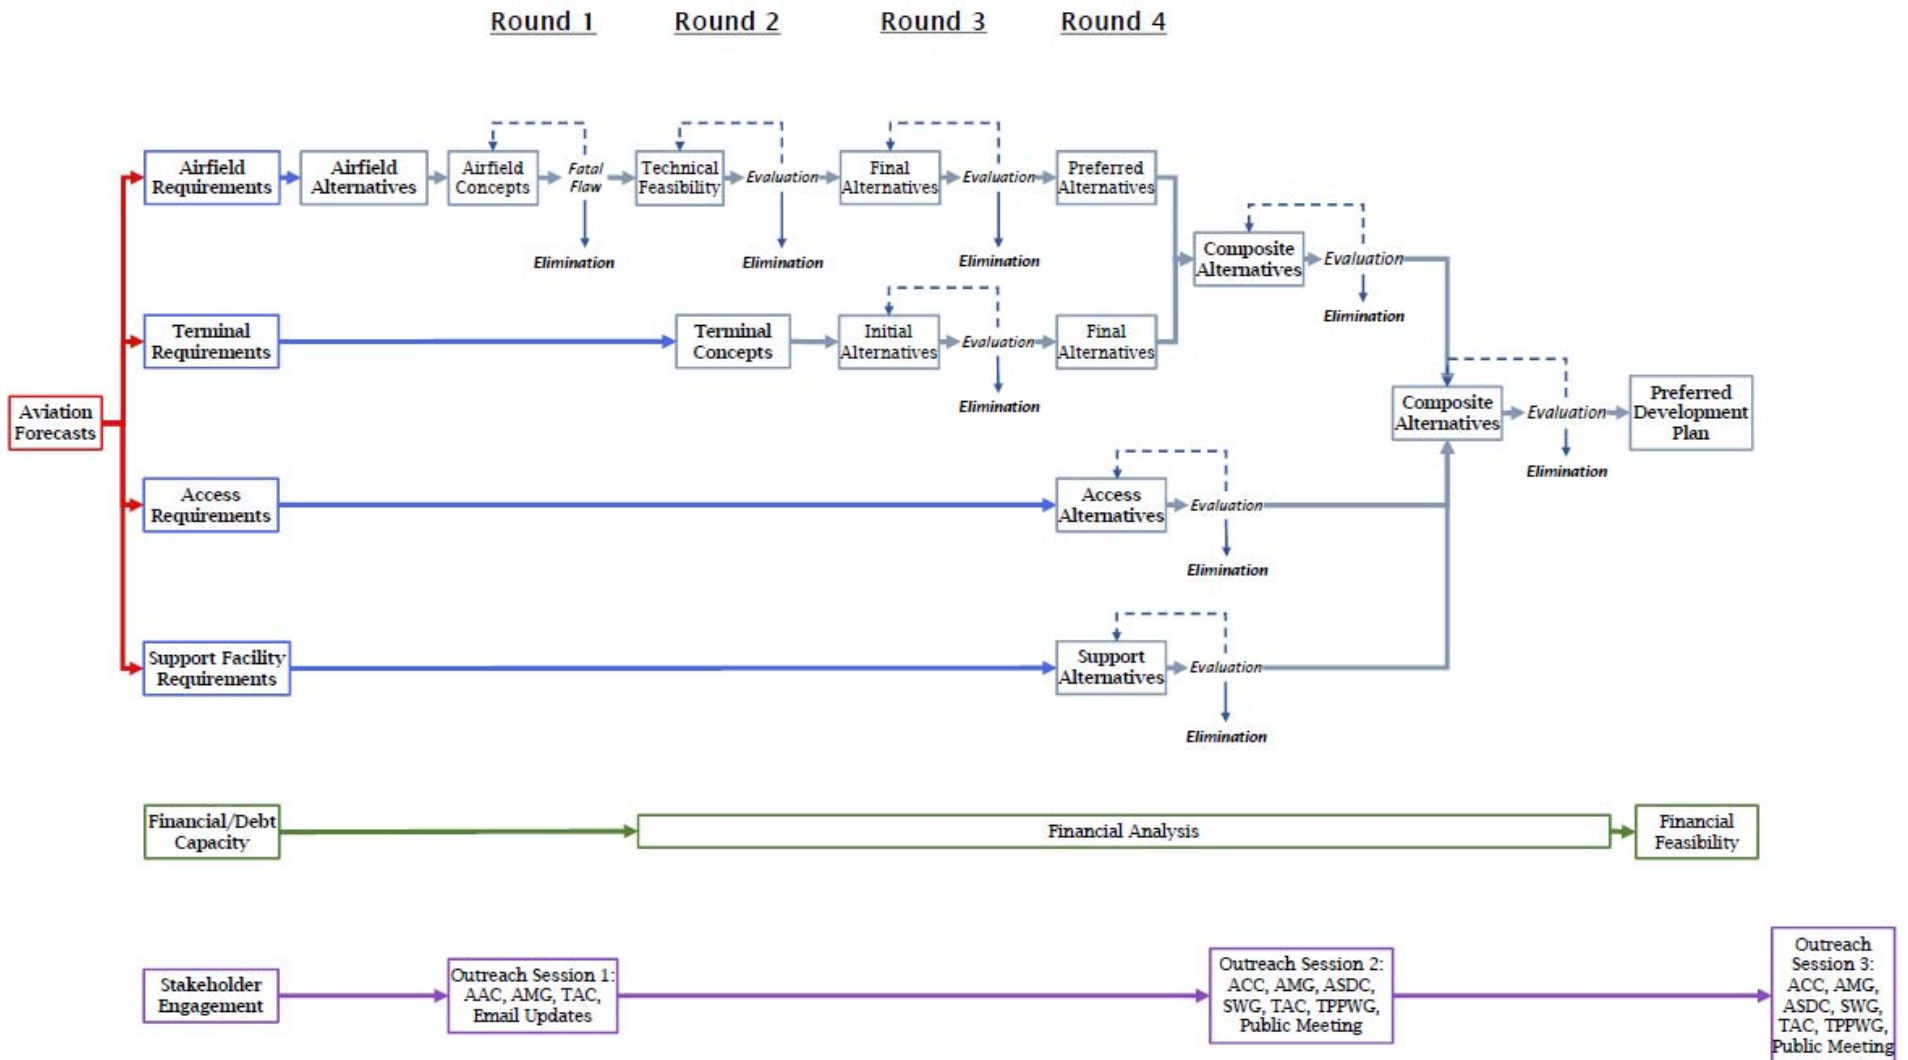 Round 1
Round 2
Round 3
Round 4
Airfield
Requirements
Airfield
Alternatives
Airfield
Concepts
Fatal
Flaw
Technical
Feasibility
Evaluation
Final
Alternatives
Evaluation
Preferred
Alternatives
Elimination
Elimination
Elimination
Composite
Alternatives
Evaluation
Elimination
Terminal
Requirements
Terminal
Concepts
Initial
Alternatives
Evaluation
Final
Alternatives
Elimination
Aviation
Forecasts
Composite
Alternatives
Evaluation
Preferred
Development
Plan
Elimination
Access
Requirements
Access
Alternatives
Evaluation
Elimination
Support Facility
Requirements
Support
Alternatives
Evaluation
Elimination
Financial/Debt
Capacity
Financial Analysis
Financial
Feasibility
Stakeholder
Engagement
Outreach Session 1:
AAC, AMG, TAC,
Email Updates
Outreach Session 2:
ACC, AMG, ASDC,
SWG, TAC, TPPWG,
Public Meeting
Outreach
Session 3:
ACC, AMG,
ASDC, SWG,
TAC, TPPWG,
Public Meeting